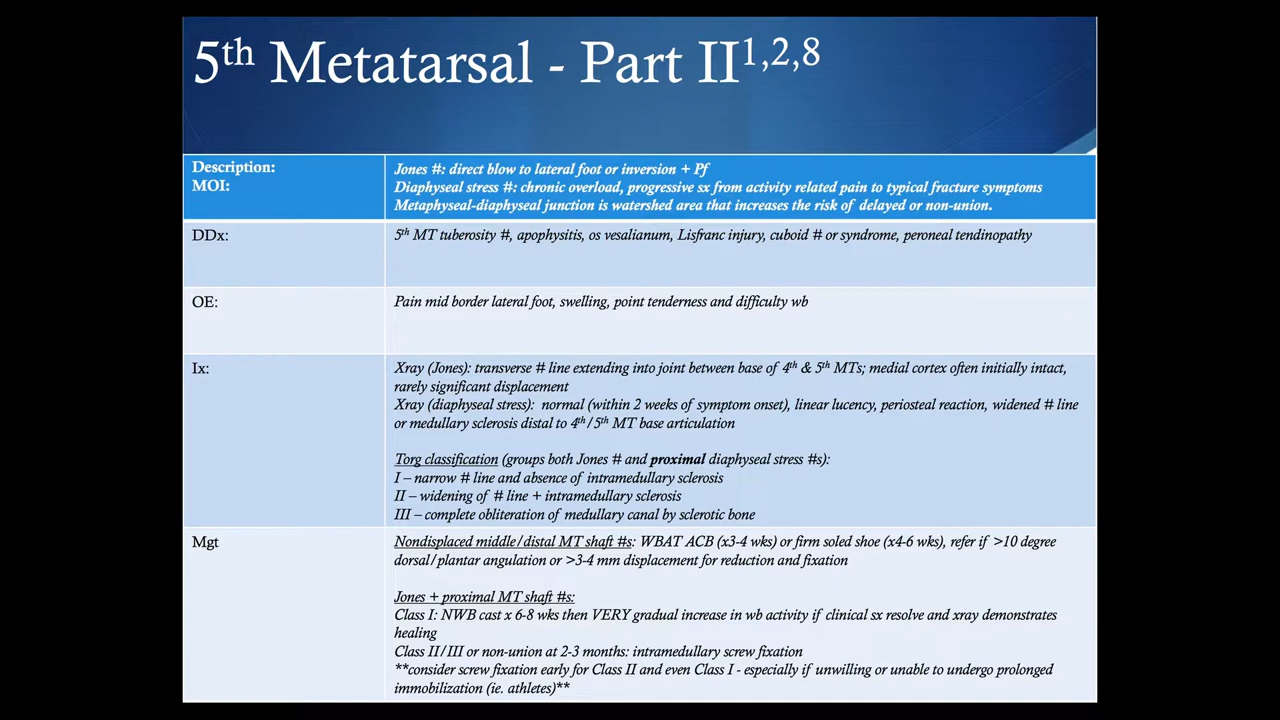 5th Metatarsal - Part II1,2,8
Description:
MOI:
Jones #: direct blow to lateral foot or inversion + Pf
Diaphyseal stress #: chronic overload, progressive sx from activity related pain to typical fracture symptoms
Metaphyseal-diaphyseal junction is watershed area that increases the risk of delayed or non-union.
DDx:
5th MT tuberosity #, apophysitis, os vesalianum, Lisfranc injury, cuboid # or syndrome, peroneal tendinopathy
OE:
Pain mid border lateral foot, swelling, point tenderness and difficulty wb
Ix:
Xray (Jones): transverse # line extending into joint between base of 4th & 5th MTs; medial cortex often initially intact,
rarely significant displacement
Xray (diaphyseal stress): normal (within 2 weeks of symptom onset), linear lucency, periosteal reaction, widened # line
or medullary sclerosis distal to 4th/5th MT base articulation
Torg classification (groups both Jones # and proximal diaphyseal stress #s):
I – narrow # line and absence of intramedullary sclerosis
II – widening of # line + intramedullary sclerosis
III – complete obliteration of medullary canal by sclerotic bone
Mgt
Nondisplaced middle/distal MT shaft #s: WBAT ACB (x3-4 wks) or firm soled shoe (x4-6 wks), refer if >10 degree
dorsal/plantar angulation or >3-4 mm displacement for reduction and fixation
Jones + proximal MT shaft #s:
Class I: NWB cast x 6-8 wks then VERY gradual increase in wb activity if clinical sx resolve and xray demonstrates
healing
Class II/III or non-union at 2-3 months: intramedullary screw fixation
**consider screw fixation early for Class II and even Class I - especially if unwilling or unable to undergo prolonged
immobilization (ie. athletes)**